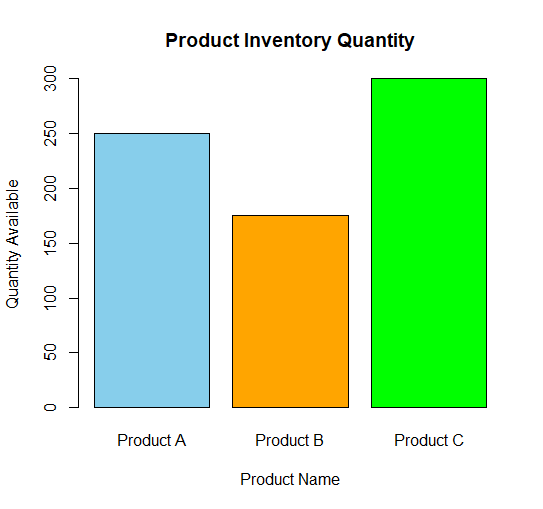 Product Inventory Quantity
Quantity Available
300
250
200
150
100
50
0
Product A
Product B
Product C
Product Name